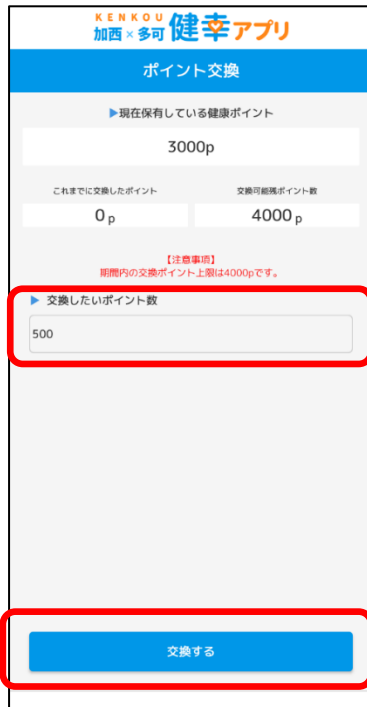 KENKOU
加西×多可 健幸アプリ
ポイント交換
▶現在保有している健康ポイント
3000p
これまでに交換したポイント 交換可能残ポイント数
0 p 4000 p
【注意事項】
期間内の交換ポイント上限は4000pです。
▶ 交換したいポイント数
500
交換する